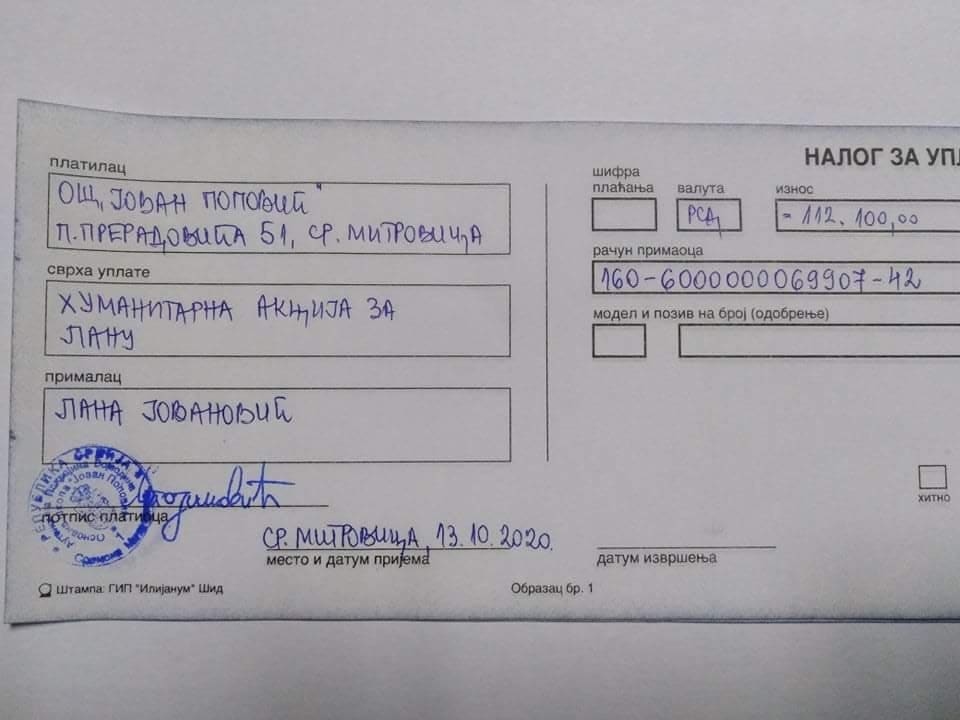 НАЛОГ ЗА УПЛ
платилац
ОШ „ЈОВАН ПОПОВИЋ"
П.ПРЕРАДОВИЋА 51, СР. МИТРОВИЦА
сврха уплате
ХУМАНИТАРНА АКЦИЈА ЗА
ЛАНУ
прималац
ЛАНА ЈОВАНОВИЋ
потпис платиоца
СР. МИТРОВИЦА, 13.10.2020.
место и датум пријема
Штампа: ГИП "Илијанум" Шид
Образац бр. 1
шифра
плаћања
валута
износ
РСД
= 112.100,00
рачун примаоца
160-6000000069907-42
модел и позив на број (одобрење)
хитно
датум извршења
РЕПУБЛИКА СРБИЈА